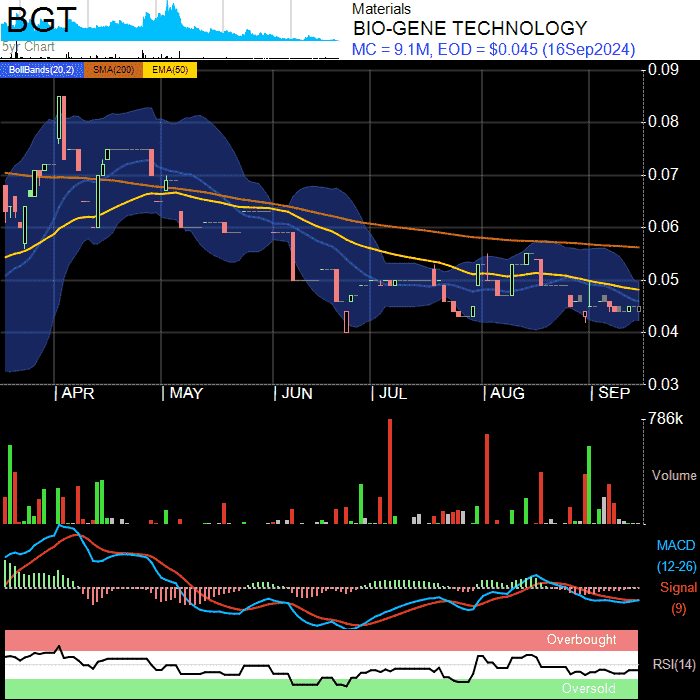 BGT
5yr Chart
Materials
BIO-GENE TECHNOLOGY
MC = 9.1M, EOD = $0.045 (16Sep2024)
BollBands(20,2) SMA(200) EMA(50)
0.09
0.08
0.07
0.06
0.05
0.04
0.03
APR MAY JUN JUL AUG SEP
786k
Volume
MACD
(12-26)
Signal
(9)
Overbought
RSI(14)
Oversold